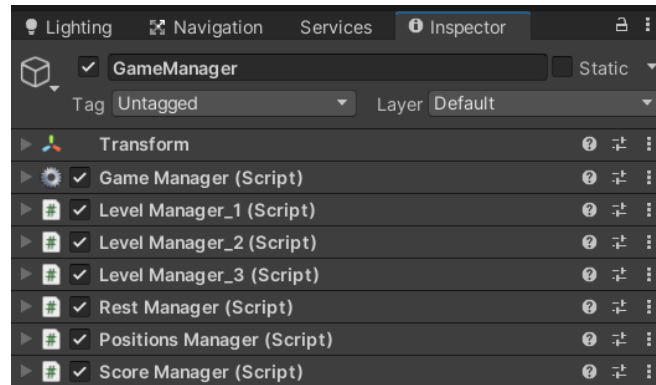 Lighting Navigation Services Inspector
GameManager Static
Tag Untagged Layer Default
Transform
Game Manager (Script)
# Level Manager_1 (Script)
# Level Manager_2 (Script)
# Level Manager_3 (Script)
# Rest Manager (Script)
# Positions Manager (Script)
# Score Manager (Script)